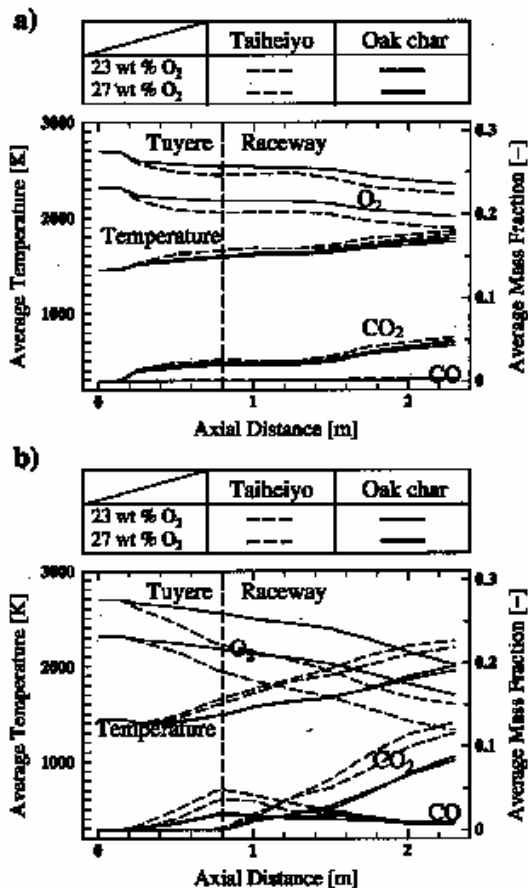 a)
Taiheiyo Oak char
23 wt % O₂
27 wt % O₂
3000 0.3
Tuyere Raceway
O₂
2000 0.2
Temperature
Average Temperature [K]
Average Mass Fraction [–]
1000 0.1
CO₂
CO
0
0 1 2
Axial Distance [m]
b)
Taiheiyo Oak char
23 wt % O₂
27 wt % O₂
3000 0.3
Tuyere Raceway
O₂
2000 0.2
Temperature
Average Temperature [K]
Average Mass Fraction [–]
1000 0.1
CO₂
CO
0
0 1 2
Axial Distance [m]